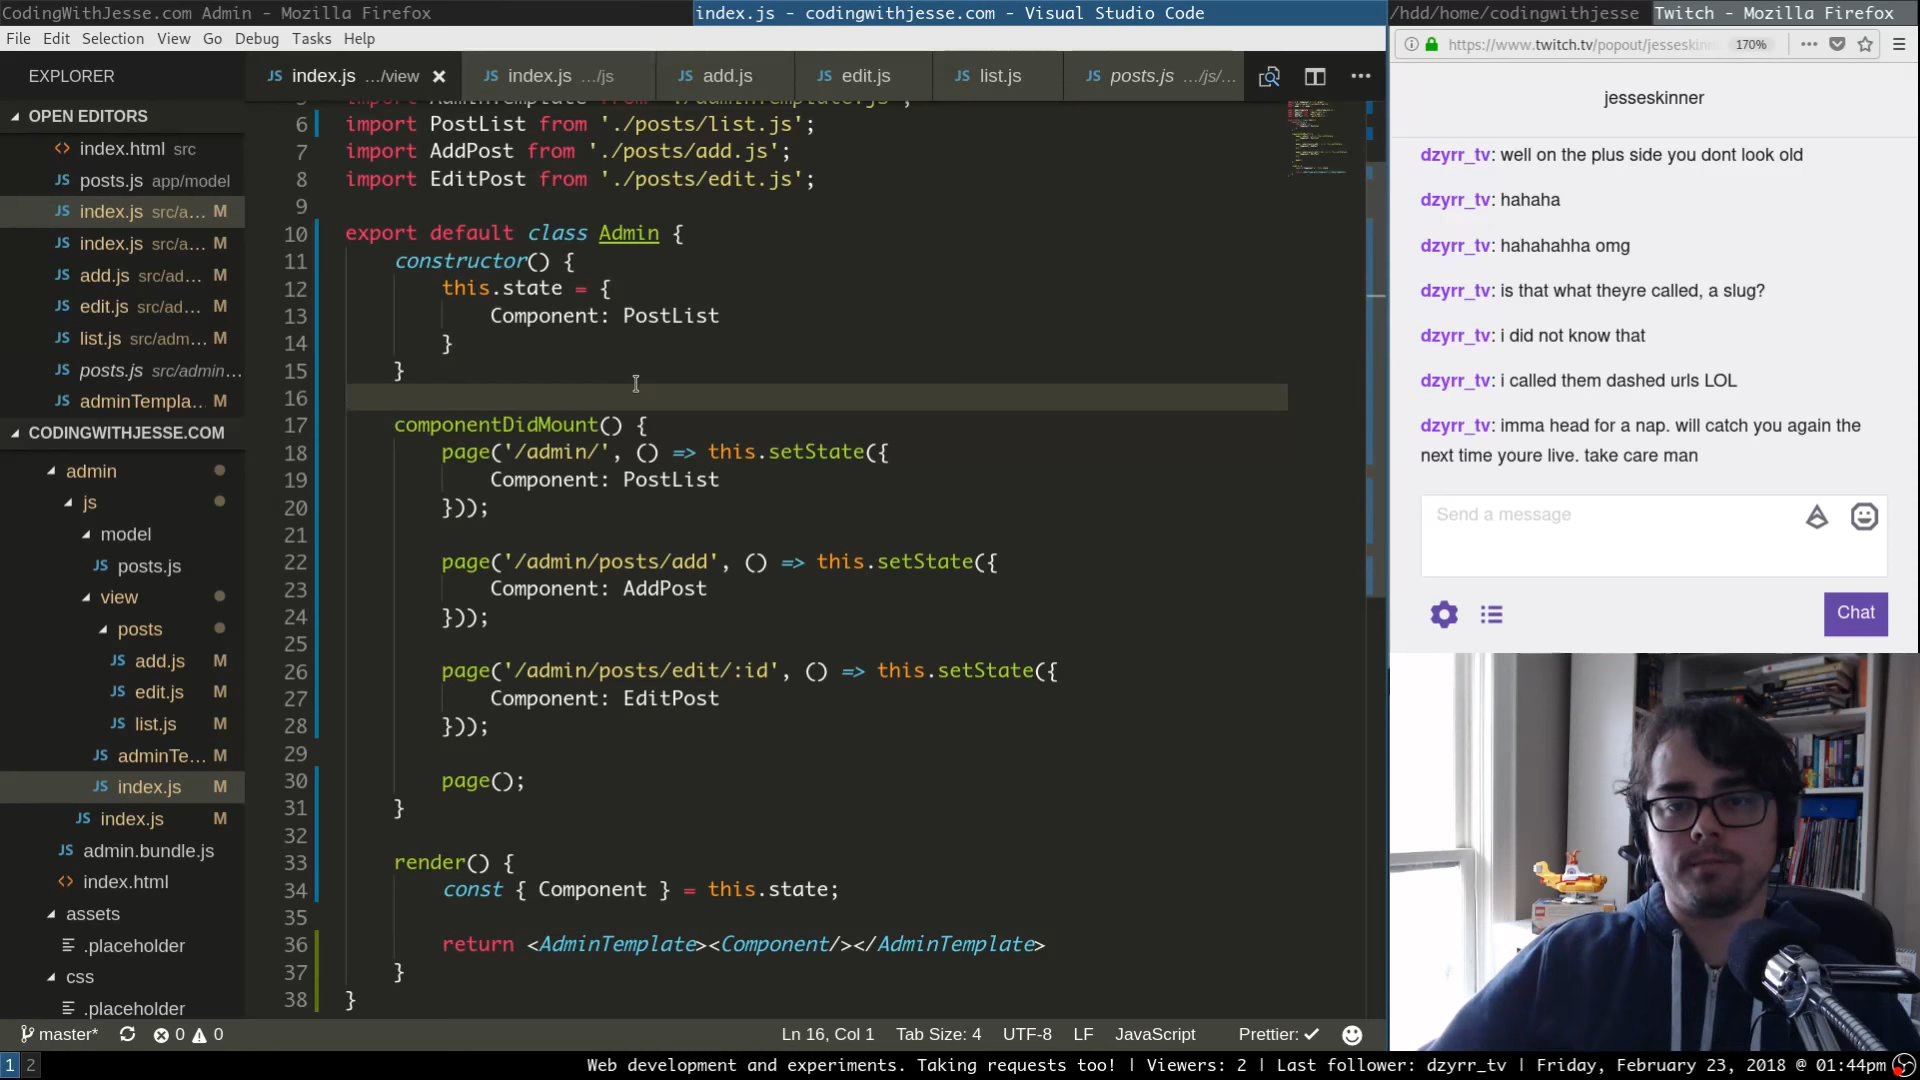 CodingWithJesse.com Admin - Mozilla Firefox
index.js - codingwithjesse.com - Visual Studio Code
/hdd/home/codingwithjesse
Twitch - Mozilla Firefox
File Edit Selection View Go Debug Tasks Help
https://www.twitch.tv/popout/jesseskinn
170%
EXPLORER
index.js …/view
index.js …/js
add.js
edit.js
list.js
posts.js …/js/…
OPEN EDITORS
index.html src
posts.js app/model
index.js src/a… M
index.js src/a… M
add.js src/ad… M
edit.js src/ad… M
list.js src/adm… M
posts.js src/admin…
adminTempla… M
CODINGWITHJESSE.COM
admin
js
model
posts.js
view
posts
add.js M
edit.js M
list.js M
adminTe… M
index.js M
index.js M
admin.bundle.js
index.html
assets
.placeholder
css
.placeholder
6 import PostList from './posts/list.js';
7 import AddPost from './posts/add.js';
8 import EditPost from './posts/edit.js';
9
10 export default class Admin {
11 constructor() {
12 this.state = {
13 Component: PostList
14 }
15 }
16
17 componentDidMount() {
18 page('/admin/', () => this.setState({
19 Component: PostList
20 }));
21
22 page('/admin/posts/add', () => this.setState({
23 Component: AddPost
24 }));
25
26 page('/admin/posts/edit/:id', () => this.setState({
27 Component: EditPost
28 }));
29
30 page();
31 }
32
33 render() {
34 const { Component } = this.state;
35
36 return <AdminTemplate><Component/></AdminTemplate>
37 }
38 }
jesseskinner
dzyrr_tv: well on the plus side you dont look old
dzyrr_tv: hahaha
dzyrr_tv: hahahahha omg
dzyrr_tv: is that what theyre called, a slug?
dzyrr_tv: i did not know that
dzyrr_tv: i called them dashed urls LOL
dzyrr_tv: imma head for a nap. will catch you again the
next time youre live. take care man
Send a message
Chat
master* 0 0
Ln 16, Col 1 Tab Size: 4 UTF-8 LF JavaScript Prettier: ✓
1 2
Web development and experiments. Taking requests too! | Viewers: 2 | Last follower: dzyrr_tv | Friday, February 23, 2018 @ 01:44pm